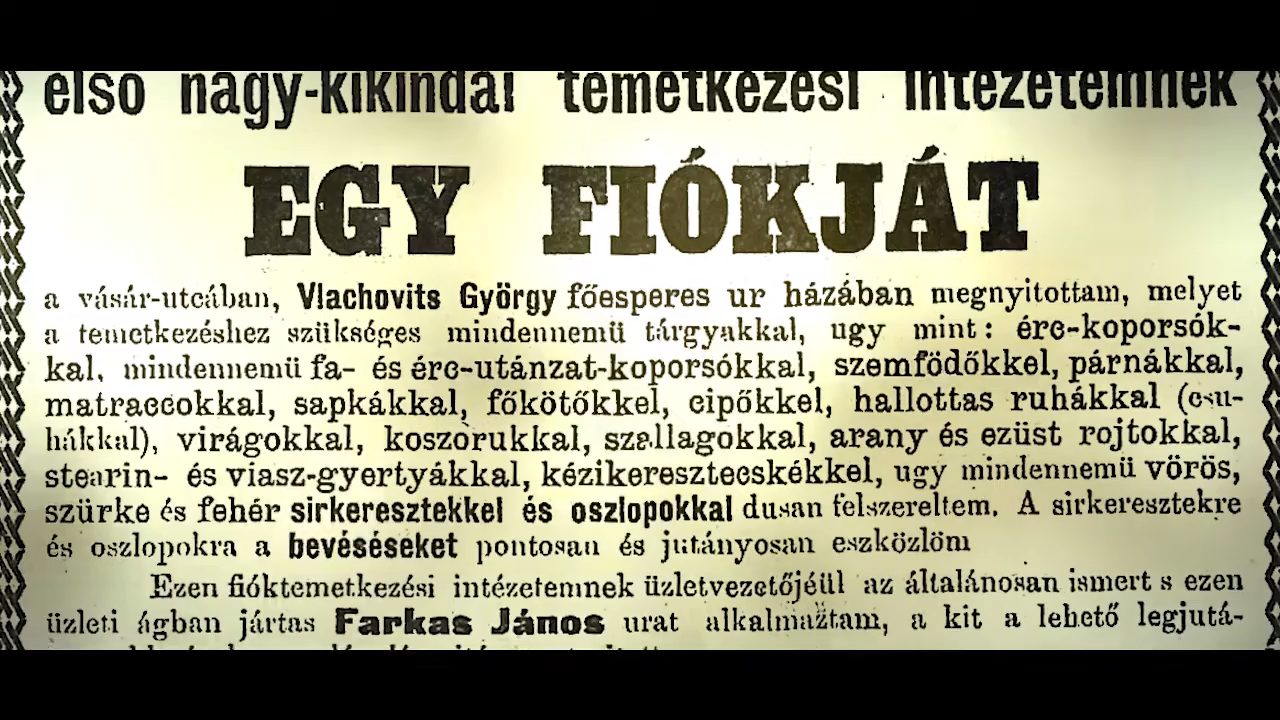 első nagy-kikindai temetkezési intézetemnek
EGY FIÓKJÁT
a vásár-utcában, Vlachovits György főesperes ur házában megnyitottam, melyet
a temetkezéshez szükséges mindennemü tárgyakkal, ugy mint: érc-koporsók-
kal, mindennemü fa- és érc-utánzat-koporsókkal, szemfödőkkel, párnákkal,
matraccokkal, sapkákkal, főkötőkkel, cipőkkel, hallottas ruhákkal (csu-
hákkal), virágokkal, koszorukkal, szallagokkal, arany és ezüst rojtokkal,
stearin- és viasz-gyertyákkal, kézikeresztecskékkel, ugy mindennemü vörös,
szürke és fehér sirkeresztekkel és oszlopokkal dusan felszereltem. A sirkeresztekre
és oszlopokra a bevéséseket pontosan és jutányosan eszközlöm
Ezen fióktemetkezési intézetemnek üzletvezetőjéül az általánosan ismert s ezen
üzleti ágban jártas Farkas János urat alkalmaztam, a kit a lehető legjutá-